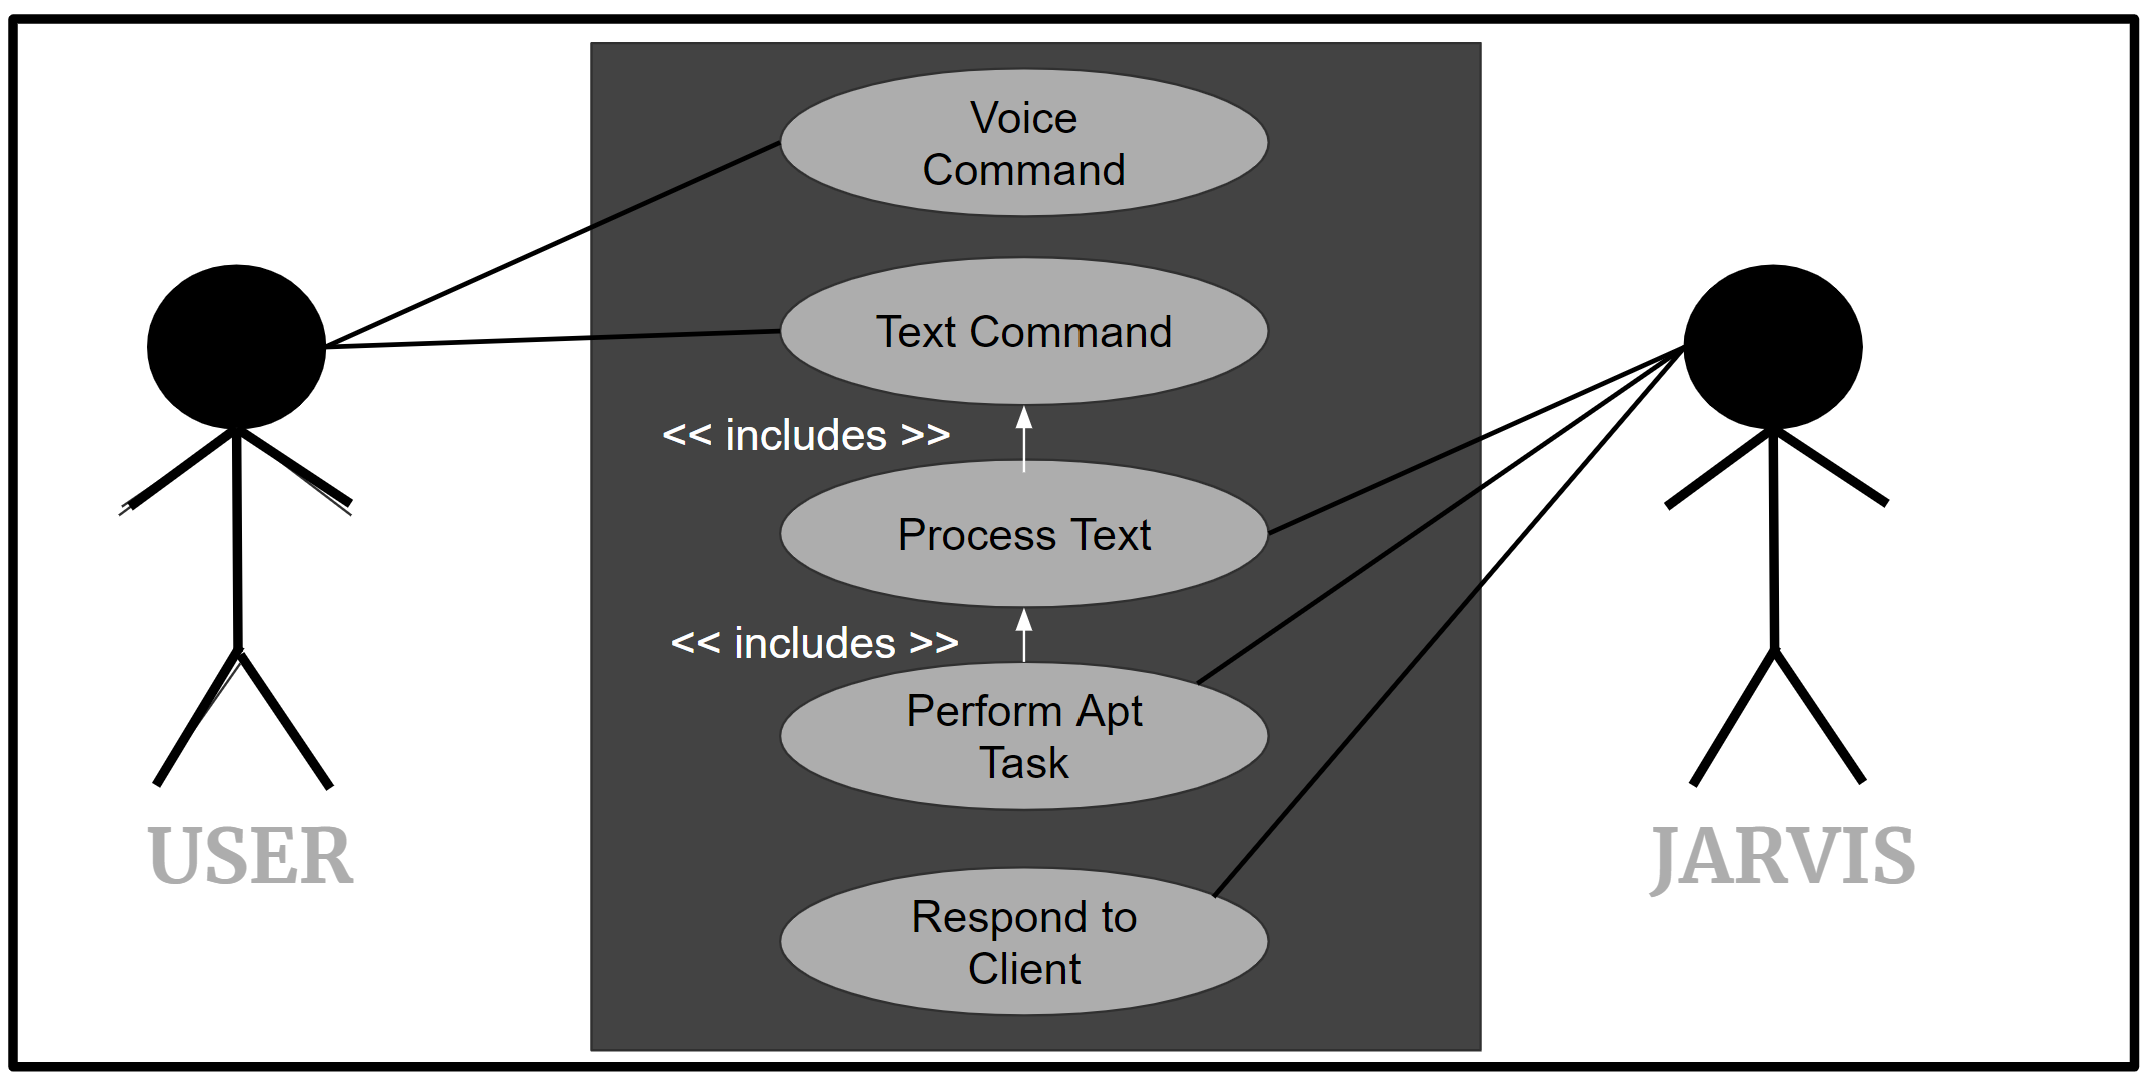 Voice
Command
Text Command
<< includes >>
Process Text
<< includes >>
Perform Apt
Task
USER
JARVIS
Respond to
Client